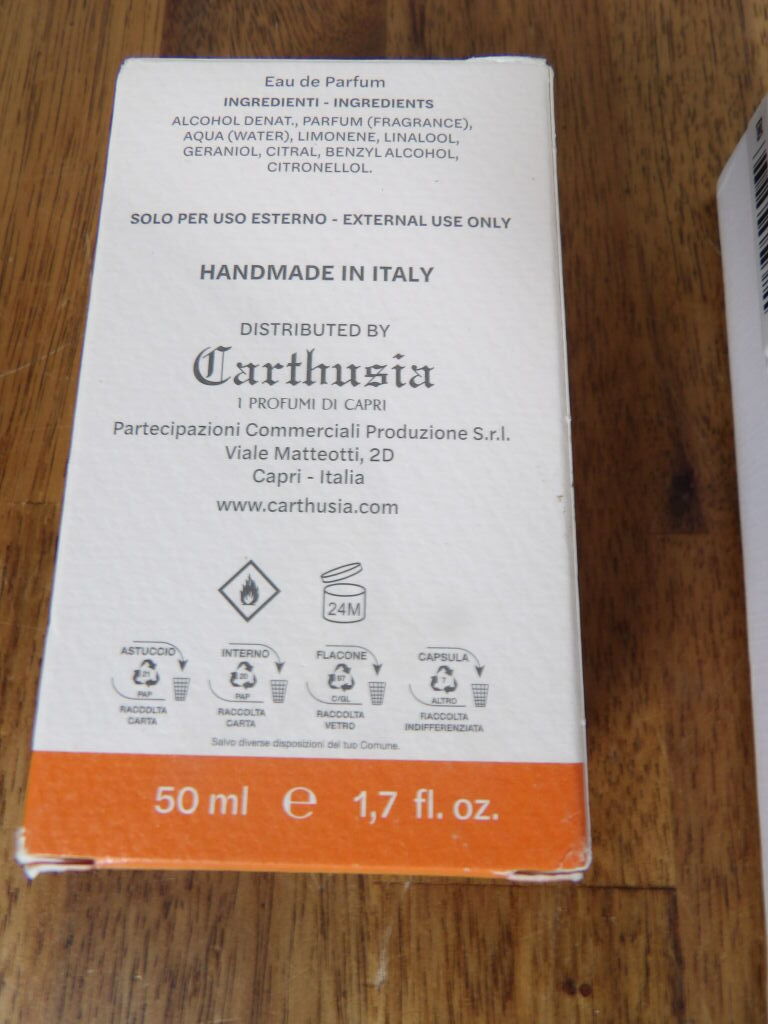 Eau de Parfum
INGREDIENTI - INGREDIENTS
ALCOHOL DENAT., PARFUM (FRAGRANCE),
AQUA (WATER), LIMONENE, LINALOOL,
GERANIOL, CITRAL, BENZYL ALCOHOL,
CITRONELLOL.
SOLO PER USO ESTERNO - EXTERNAL USE ONLY
HANDMADE IN ITALY
DISTRIBUTED BY
Carthusia
I PROFUMI DI CAPRI
Partecipazioni Commerciali Produzione S.r.l.
Viale Matteotti, 2D
Capri - Italia
www.carthusia.com
24M
ASTUCCIO INTERNO FLACONE CAPSULA
21 20 97 7
PAP PAP C/GL ALTRO
RACCOLTA RACCOLTA RACCOLTA RACCOLTA
CARTA CARTA VETRO INDIFFERENZIATA
Salvo diverse disposizioni del tuo Comune.
50 ml e 1,7 fl. oz.